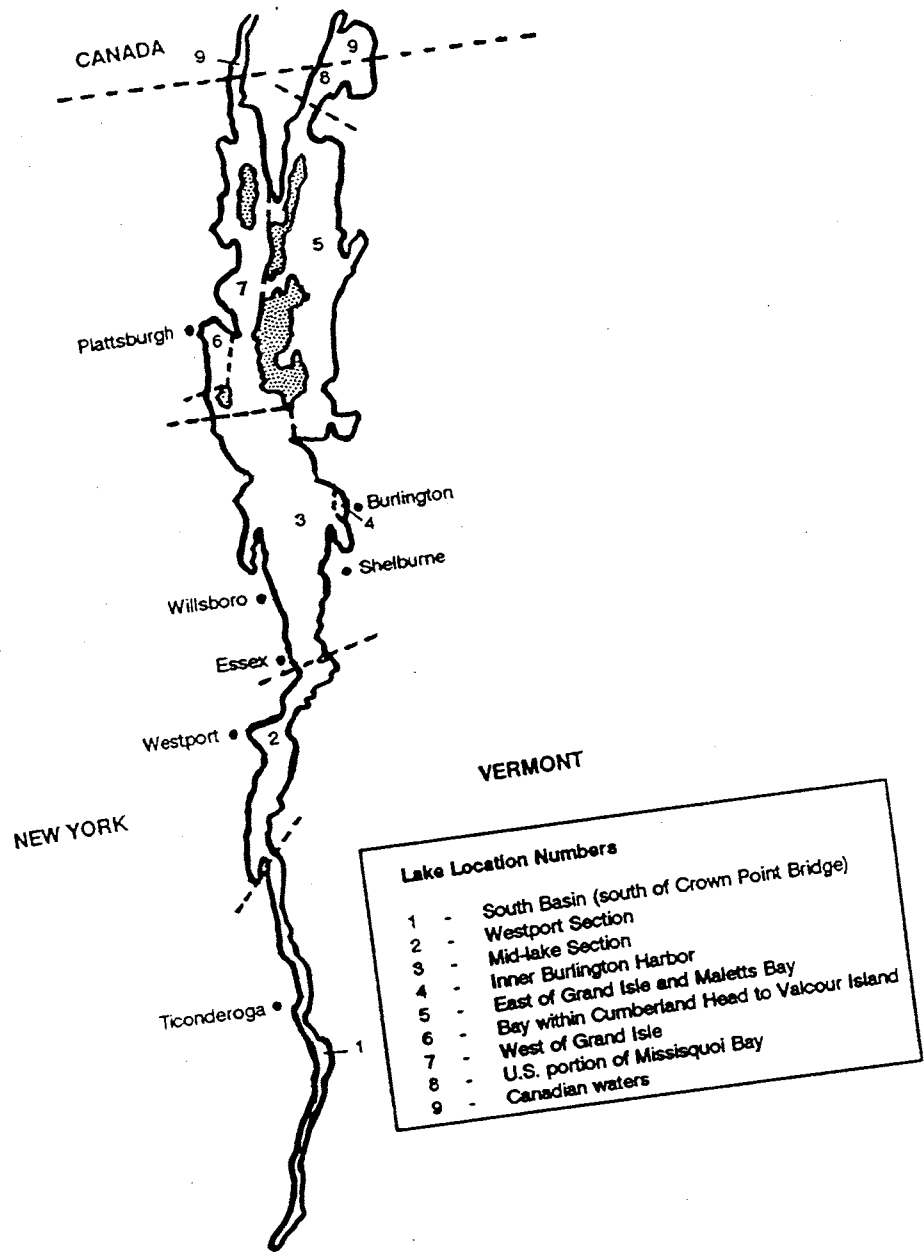 CANADA
9
9
8
5
7
Plattsburgh
6
Burlington
3
4
Shelburne
Willsboro
Essex
Westport
2
VERMONT
NEW YORK
Lake Location Numbers
1 - South Basin (south of Crown Point Bridge)
2 - Westport Section
3 - Mid-lake Section
4 - Inner Burlington Harbor
5 - East of Grand Isle and Maletts Bay
6 - Bay within Cumberland Head to Valcour Island
7 - West of Grand Isle
8 - U.S. portion of Missisquoi Bay
9 - Canadian waters
Ticonderoga
1